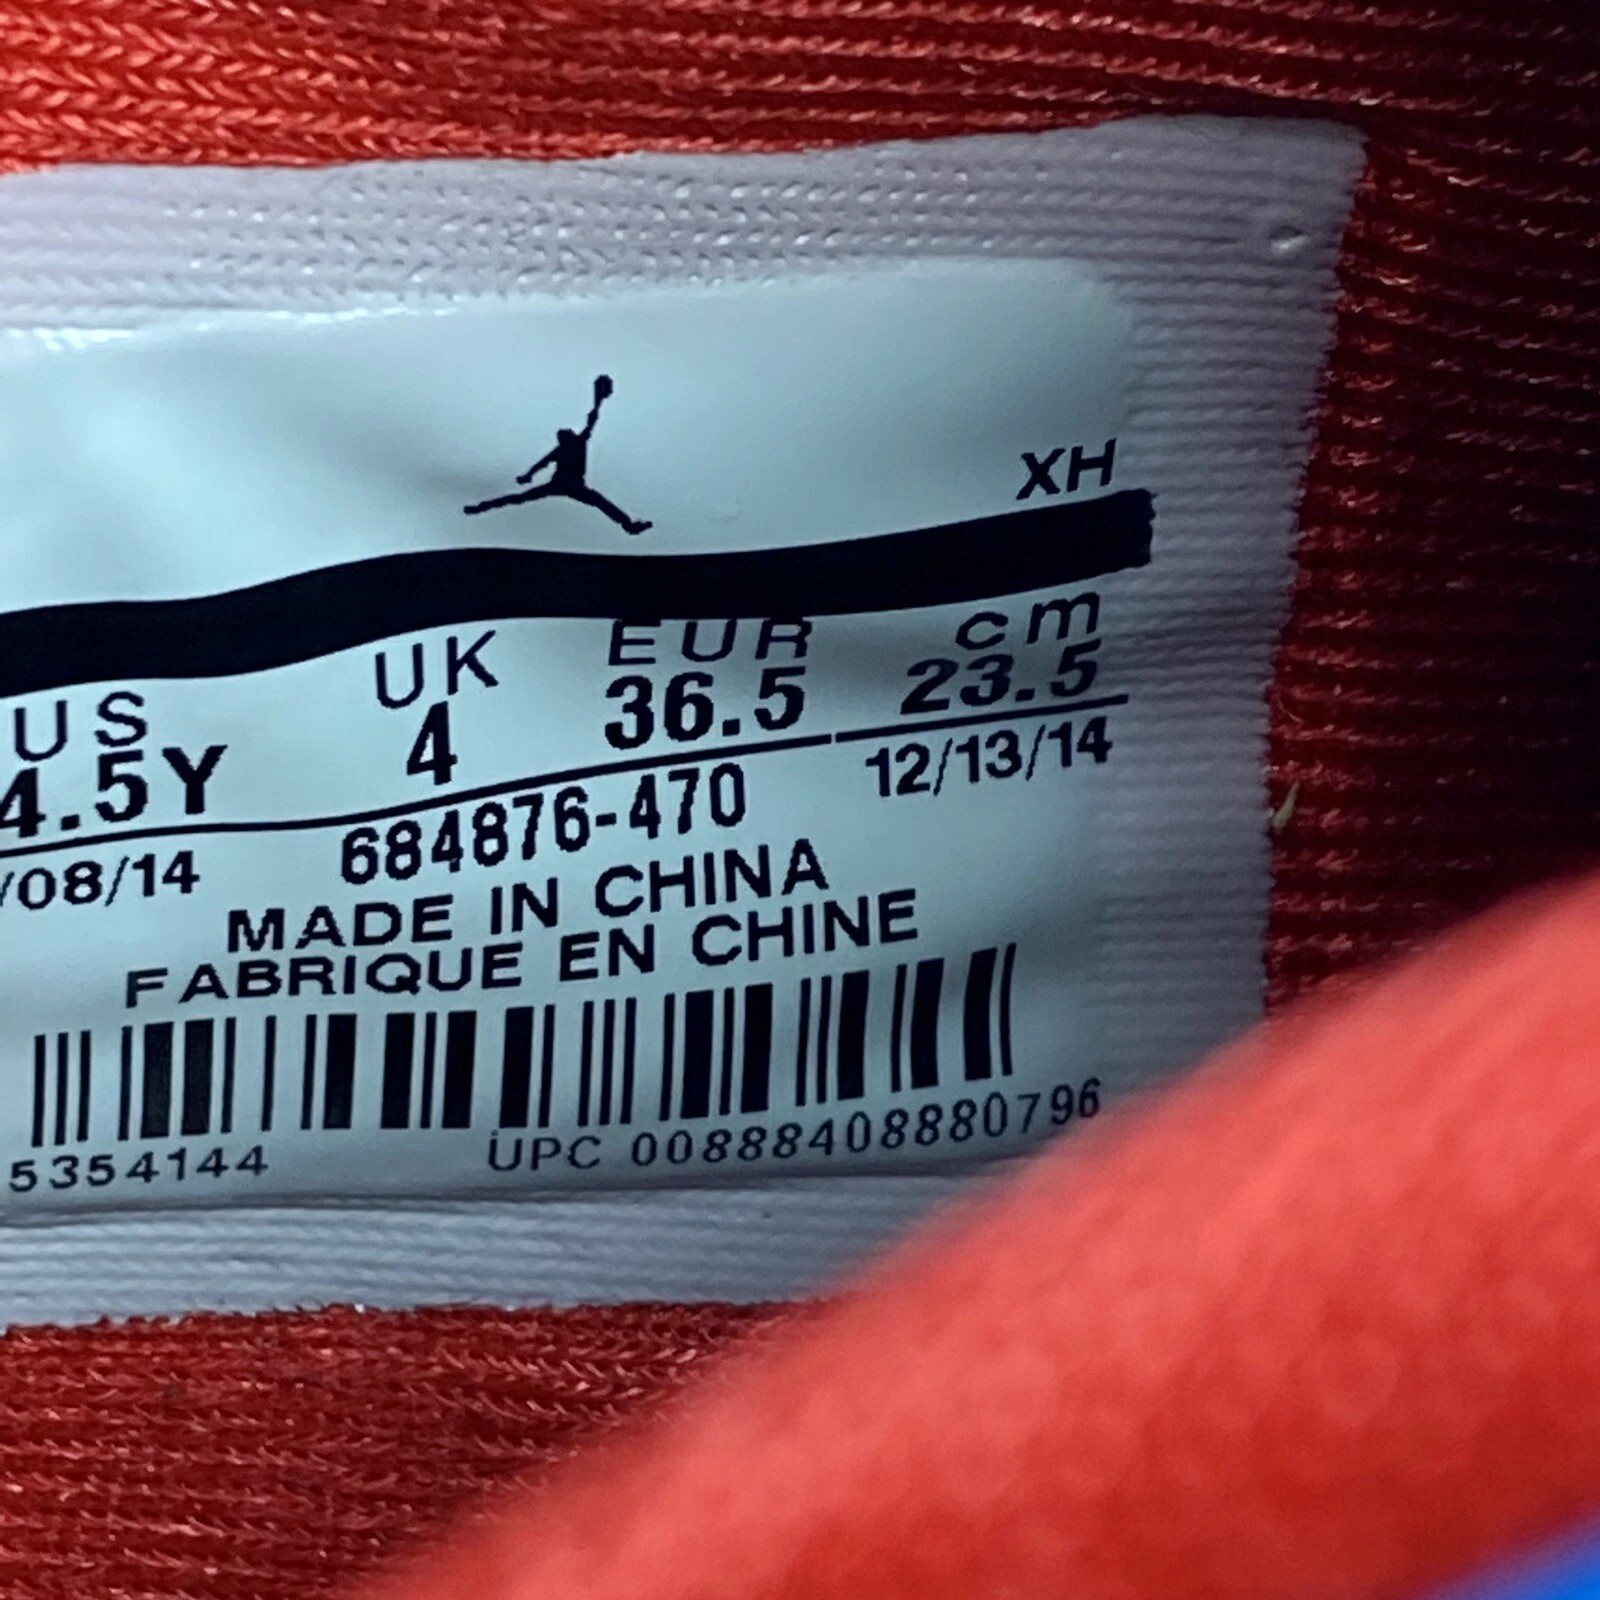 XH
US UK EUR cm
4.5Y 4 36.5 23.5
/08/14 684876-470 12/13/14
MADE IN CHINA
FABRIQUE EN CHINE
5354144 UPC 00888408880796